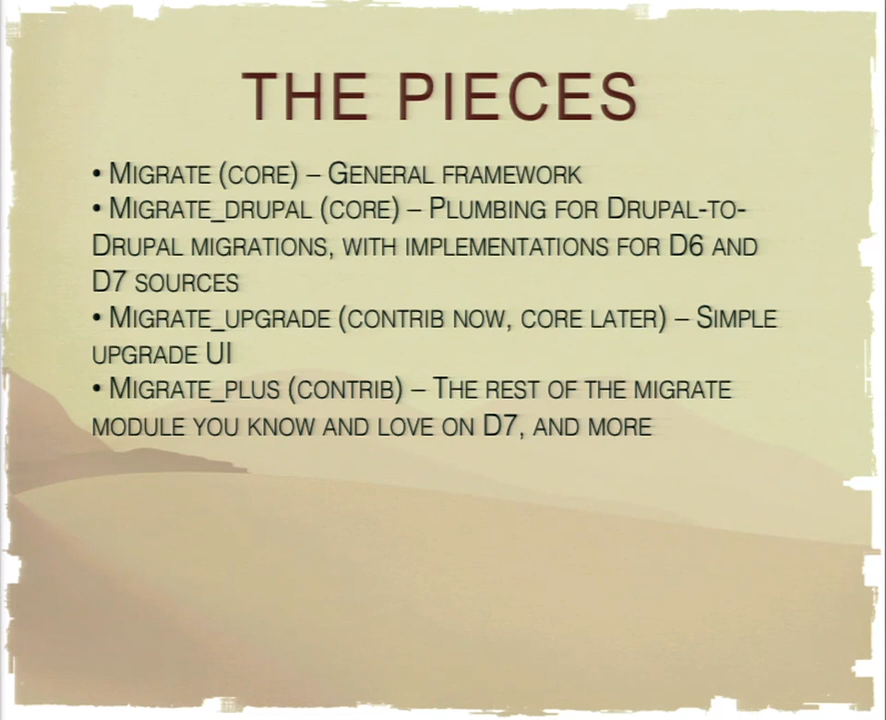 THE PIECES
• MIGRATE (CORE) – GENERAL FRAMEWORK
• MIGRATE_DRUPAL (CORE) – PLUMBING FOR DRUPAL-TO-
DRUPAL MIGRATIONS, WITH IMPLEMENTATIONS FOR D6 AND
D7 SOURCES
• MIGRATE_UPGRADE (CONTRIB NOW, CORE LATER) – SIMPLE
UPGRADE UI
• MIGRATE_PLUS (CONTRIB) – THE REST OF THE MIGRATE
MODULE YOU KNOW AND LOVE ON D7, AND MORE